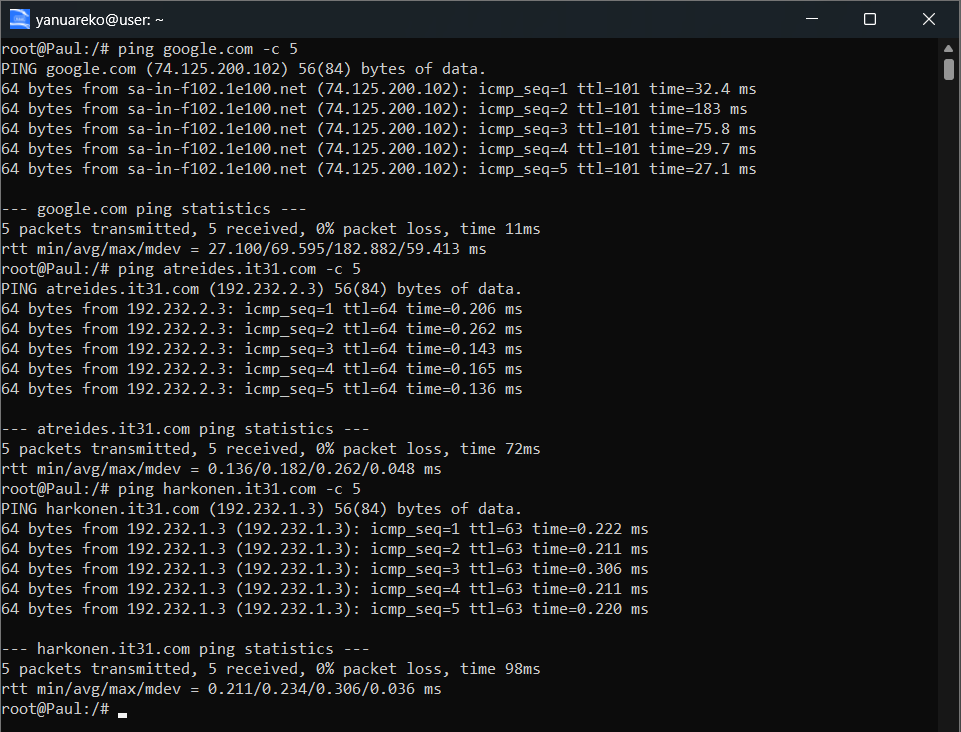 yanuareko@user: ~
root@Paul:/# ping google.com -c 5
PING google.com (74.125.200.102) 56(84) bytes of data.
64 bytes from sa-in-f102.1e100.net (74.125.200.102): icmp_seq=1 ttl=101 time=32.4 ms
64 bytes from sa-in-f102.1e100.net (74.125.200.102): icmp_seq=2 ttl=101 time=183 ms
64 bytes from sa-in-f102.1e100.net (74.125.200.102): icmp_seq=3 ttl=101 time=75.8 ms
64 bytes from sa-in-f102.1e100.net (74.125.200.102): icmp_seq=4 ttl=101 time=29.7 ms
64 bytes from sa-in-f102.1e100.net (74.125.200.102): icmp_seq=5 ttl=101 time=27.1 ms

--- google.com ping statistics ---
5 packets transmitted, 5 received, 0% packet loss, time 11ms
rtt min/avg/max/mdev = 27.100/69.595/182.882/59.413 ms
root@Paul:/# ping atreides.it31.com -c 5
PING atreides.it31.com (192.232.2.3) 56(84) bytes of data.
64 bytes from 192.232.2.3: icmp_seq=1 ttl=64 time=0.206 ms
64 bytes from 192.232.2.3: icmp_seq=2 ttl=64 time=0.262 ms
64 bytes from 192.232.2.3: icmp_seq=3 ttl=64 time=0.143 ms
64 bytes from 192.232.2.3: icmp_seq=4 ttl=64 time=0.165 ms
64 bytes from 192.232.2.3: icmp_seq=5 ttl=64 time=0.136 ms

--- atreides.it31.com ping statistics ---
5 packets transmitted, 5 received, 0% packet loss, time 72ms
rtt min/avg/max/mdev = 0.136/0.182/0.262/0.048 ms
root@Paul:/# ping harkonen.it31.com -c 5
PING harkonen.it31.com (192.232.1.3) 56(84) bytes of data.
64 bytes from 192.232.1.3 (192.232.1.3): icmp_seq=1 ttl=63 time=0.222 ms
64 bytes from 192.232.1.3 (192.232.1.3): icmp_seq=2 ttl=63 time=0.211 ms
64 bytes from 192.232.1.3 (192.232.1.3): icmp_seq=3 ttl=63 time=0.306 ms
64 bytes from 192.232.1.3 (192.232.1.3): icmp_seq=4 ttl=63 time=0.211 ms
64 bytes from 192.232.1.3 (192.232.1.3): icmp_seq=5 ttl=63 time=0.220 ms

--- harkonen.it31.com ping statistics ---
5 packets transmitted, 5 received, 0% packet loss, time 98ms
rtt min/avg/max/mdev = 0.211/0.234/0.306/0.036 ms
root@Paul:/#